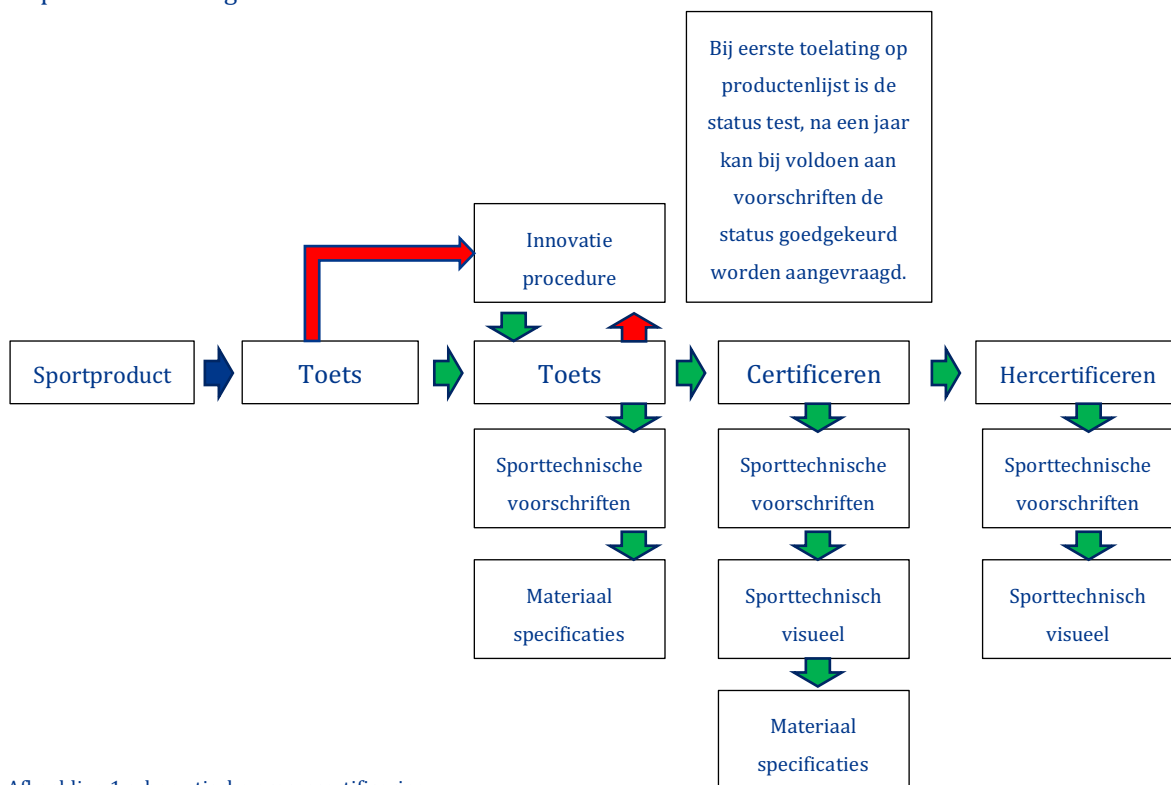 Bij eerste toelating op
productenlijst is de
status test, na een jaar
kan bij voldoen aan
voorschriften de
status goedgekeurd
worden aangevraagd.
Innovatie
procedure
Sportproduct
Toets
Toets
Certificeren
Hercertificeren
Sporttechnische
voorschriften
Sporttechnische
voorschriften
Sporttechnische
voorschriften
Materiaal
specificaties
Sporttechnisch
visueel
Sporttechnisch
visueel
Materiaal
specificaties